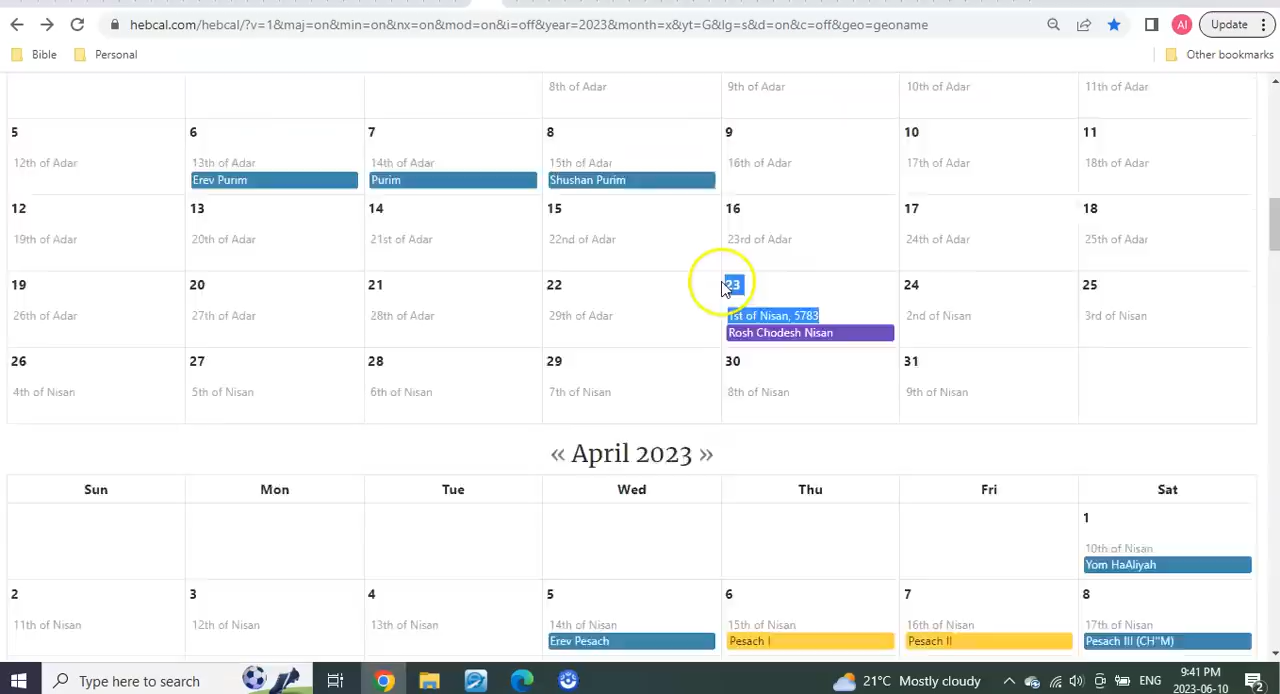 hebcal.com/hebcal/?v=1&maj=on&min=on&nx=on&mod=on&i=off&year=2023&month=x&yt=G&lg=s&d=on&c=off&geo=geoname
AI
Update
Bible
Personal
Other bookmarks
8th of Adar
9th of Adar
10th of Adar
11th of Adar
5
6
7
8
9
10
11
12th of Adar
13th of Adar
14th of Adar
15th of Adar
16th of Adar
17th of Adar
18th of Adar
Erev Purim
Purim
Shushan Purim
12
13
14
15
16
17
18
19th of Adar
20th of Adar
21st of Adar
22nd of Adar
23rd of Adar
24th of Adar
25th of Adar
19
20
21
22
23
24
25
26th of Adar
27th of Adar
28th of Adar
29th of Adar
1st of Nisan, 5783
2nd of Nisan
3rd of Nisan
Rosh Chodesh Nisan
26
27
28
29
30
31
4th of Nisan
5th of Nisan
6th of Nisan
7th of Nisan
8th of Nisan
9th of Nisan
« April 2023 »
Sun
Mon
Tue
Wed
Thu
Fri
Sat
1
10th of Nisan
Yom HaAliyah
2
3
4
5
6
7
8
11th of Nisan
12th of Nisan
13th of Nisan
14th of Nisan
15th of Nisan
16th of Nisan
17th of Nisan
Erev Pesach
Pesach I
Pesach II
Pesach III (CH"M)
Type here to search
21°C Mostly cloudy
ENG
9:41 PM
2023-06-10
2